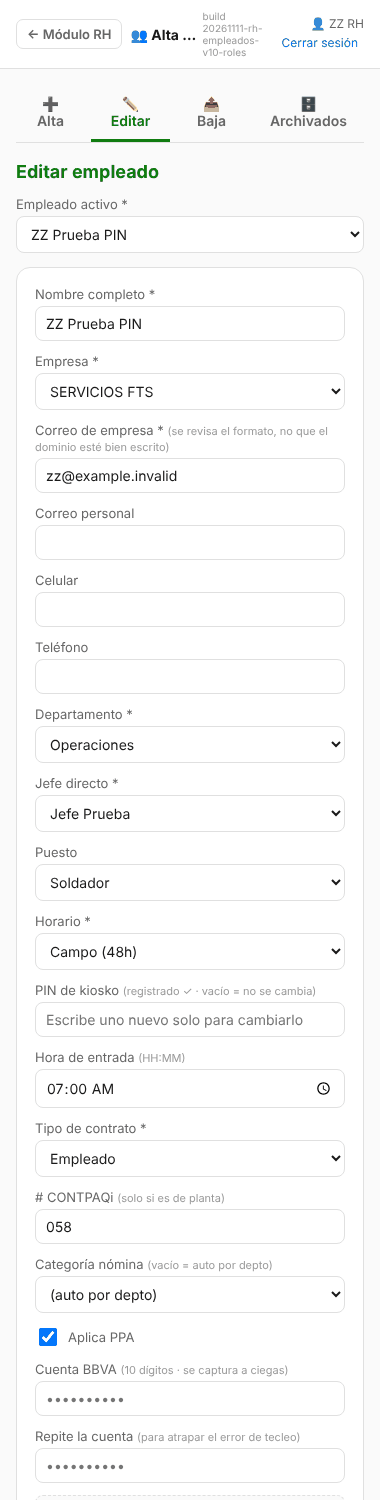 ← Módulo RH
👥 Alta ...
build
20261111-rh-
empleados-
v10-roles
👤 ZZ RH
Cerrar sesión
➕ Alta
✏️ Editar
📤 Baja
🗄️ Archivados
Editar empleado
Empleado activo *
ZZ Prueba PIN
Nombre completo *
ZZ Prueba PIN
Empresa *
SERVICIOS FTS
Correo de empresa * (se revisa el formato, no que el
dominio esté bien escrito)
zz@example.invalid
Correo personal
Celular
Teléfono
Departamento *
Operaciones
Jefe directo *
Jefe Prueba
Puesto
Soldador
Horario *
Campo (48h)
PIN de kiosko (registrado ✓ · vacío = no se cambia)
Escribe uno nuevo solo para cambiarlo
Hora de entrada (HH:MM)
07:00 AM
Tipo de contrato *
Empleado
# CONTPAQi (solo si es de planta)
058
Categoría nómina (vacío = auto por depto)
(auto por depto)
Aplica PPA
Cuenta BBVA (10 dígitos · se captura a ciegas)
••••••••••
Repite la cuenta (para atrapar el error de tecleo)
••••••••••